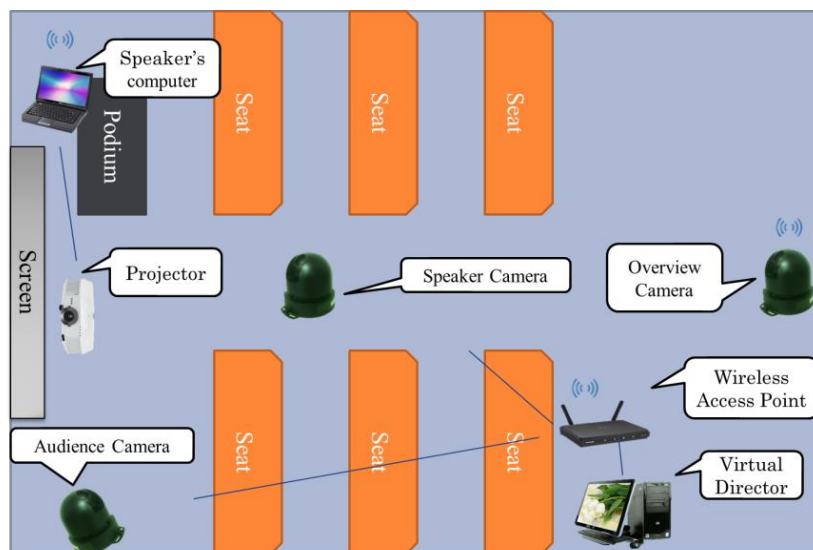 Speaker's
computer
Podium
Seat
Seat
Seat
Screen
Projector
Speaker Camera
Overview
Camera
Wireless
Access Point
Audience Camera
Seat
Seat
Seat
Virtual
Director